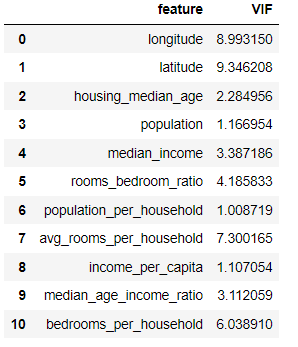 feature VIF
0 longitude 8.993150
1 latitude 9.346208
2 housing_median_age 2.284956
3 population 1.166954
4 median_income 3.387186
5 rooms_bedroom_ratio 4.185833
6 population_per_household 1.008719
7 avg_rooms_per_household 7.300165
8 income_per_capita 1.107054
9 median_age_income_ratio 3.112059
10 bedrooms_per_household 6.038910